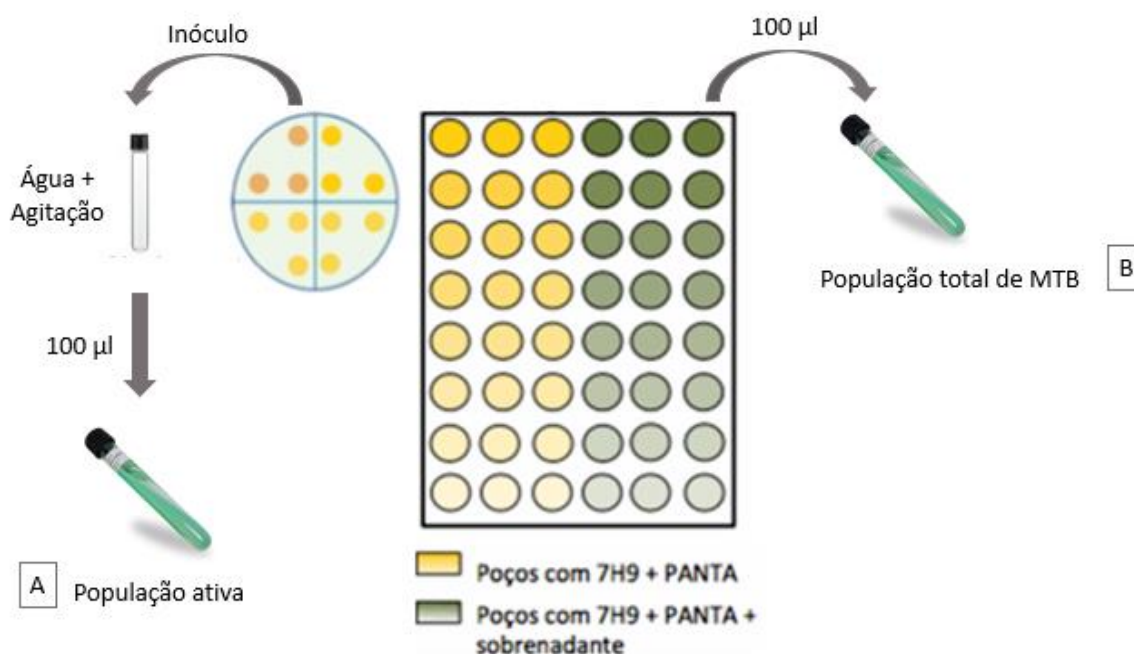 Inóculo
Água +
Agitação
100 µl
A
População ativa
100 µl
População total de MTB
B
Poços com 7H9 + PANTA
Poços com 7H9 + PANTA +
sobrenadante